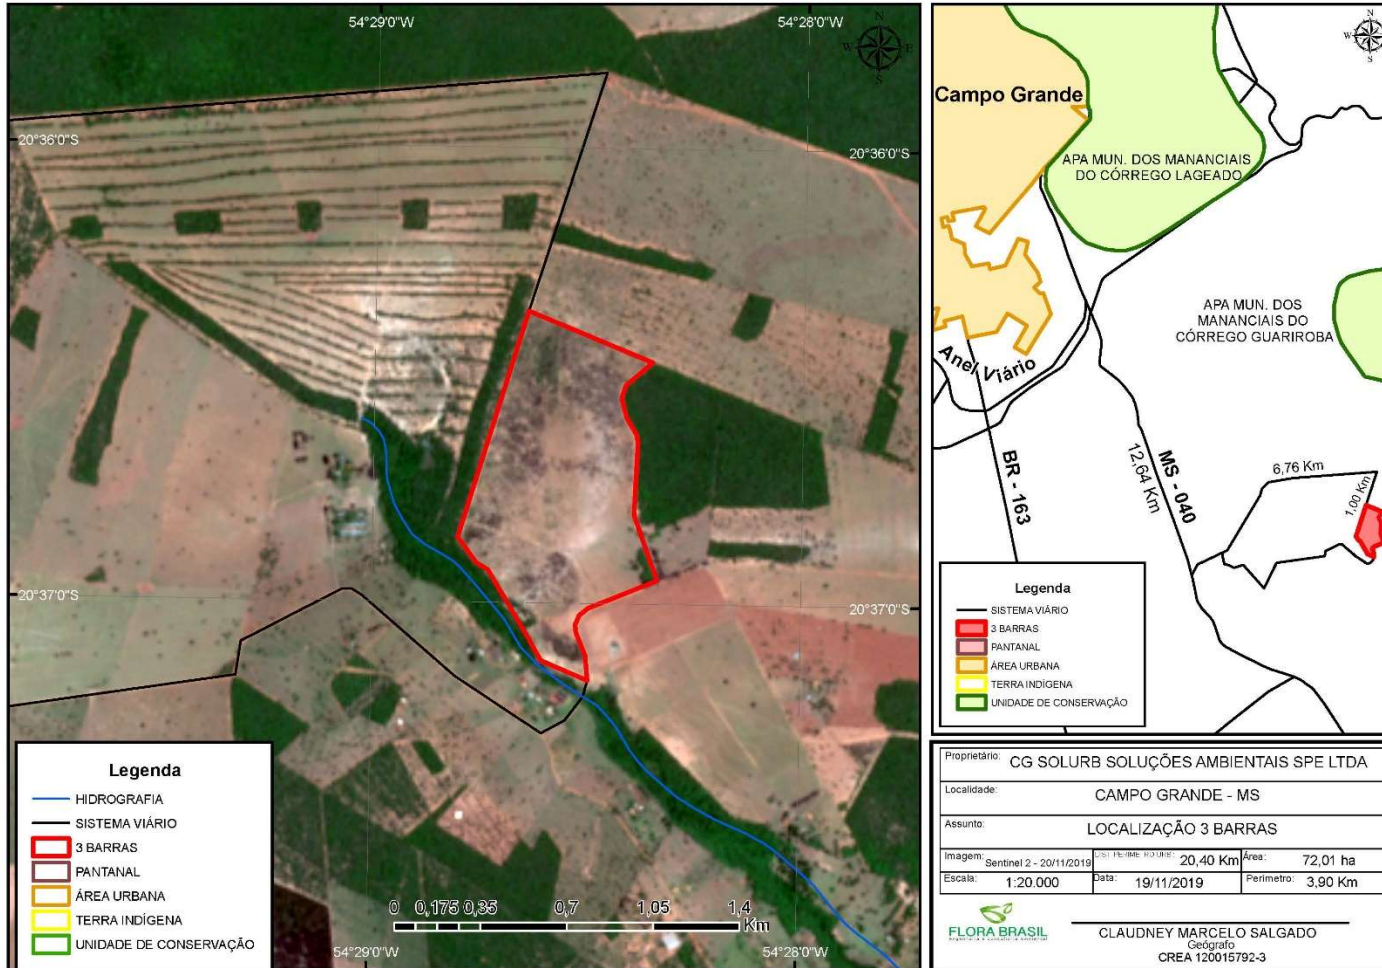 54°29'0"W
54°28'0"W
N
W
E
S
20°36'0"S
20°36'0"S
20°37'0"S
20°37'0"S
Legenda
HIDROGRAFIA
SISTEMA VIÁRIO
3 BARRAS
PANTANAL
ÁREA URBANA
TERRA INDÍGENA
UNIDADE DE CONSERVAÇÃO
0 0,175 0,35 0,7 1,05 1,4
Km
54°29'0"W
54°28'0"W
N
W
S
Campo Grande
APA MUN. DOS MANANCIAIS
DO CÓRREGO LAGEADO
APA MUN. DOS
MANANCIAIS DO
CÓRREGO GUARIROBA
Anel Viário
BR - 163
MS - 040
12,64 Km
6,76 Km
1,00 Km
Legenda
SISTEMA VIÁRIO
3 BARRAS
PANTANAL
ÁREA URBANA
TERRA INDÍGENA
UNIDADE DE CONSERVAÇÃO
Proprietário: CG SOLURB SOLUÇÕES AMBIENTAIS SPE LTDA
Localidade: CAMPO GRANDE - MS
Assunto: LOCALIZAÇÃO 3 BARRAS
Imagem: Sentinel 2 - 20/11/2019 20,40 Km Área: 72,01 ha
Escala: 1:20.000 Data: 19/11/2019 Perimetro: 3,90 Km
FLORA BRASIL
CLAUDNEY MARCELO SALGADO
Geógrafo
CREA 120015792-3